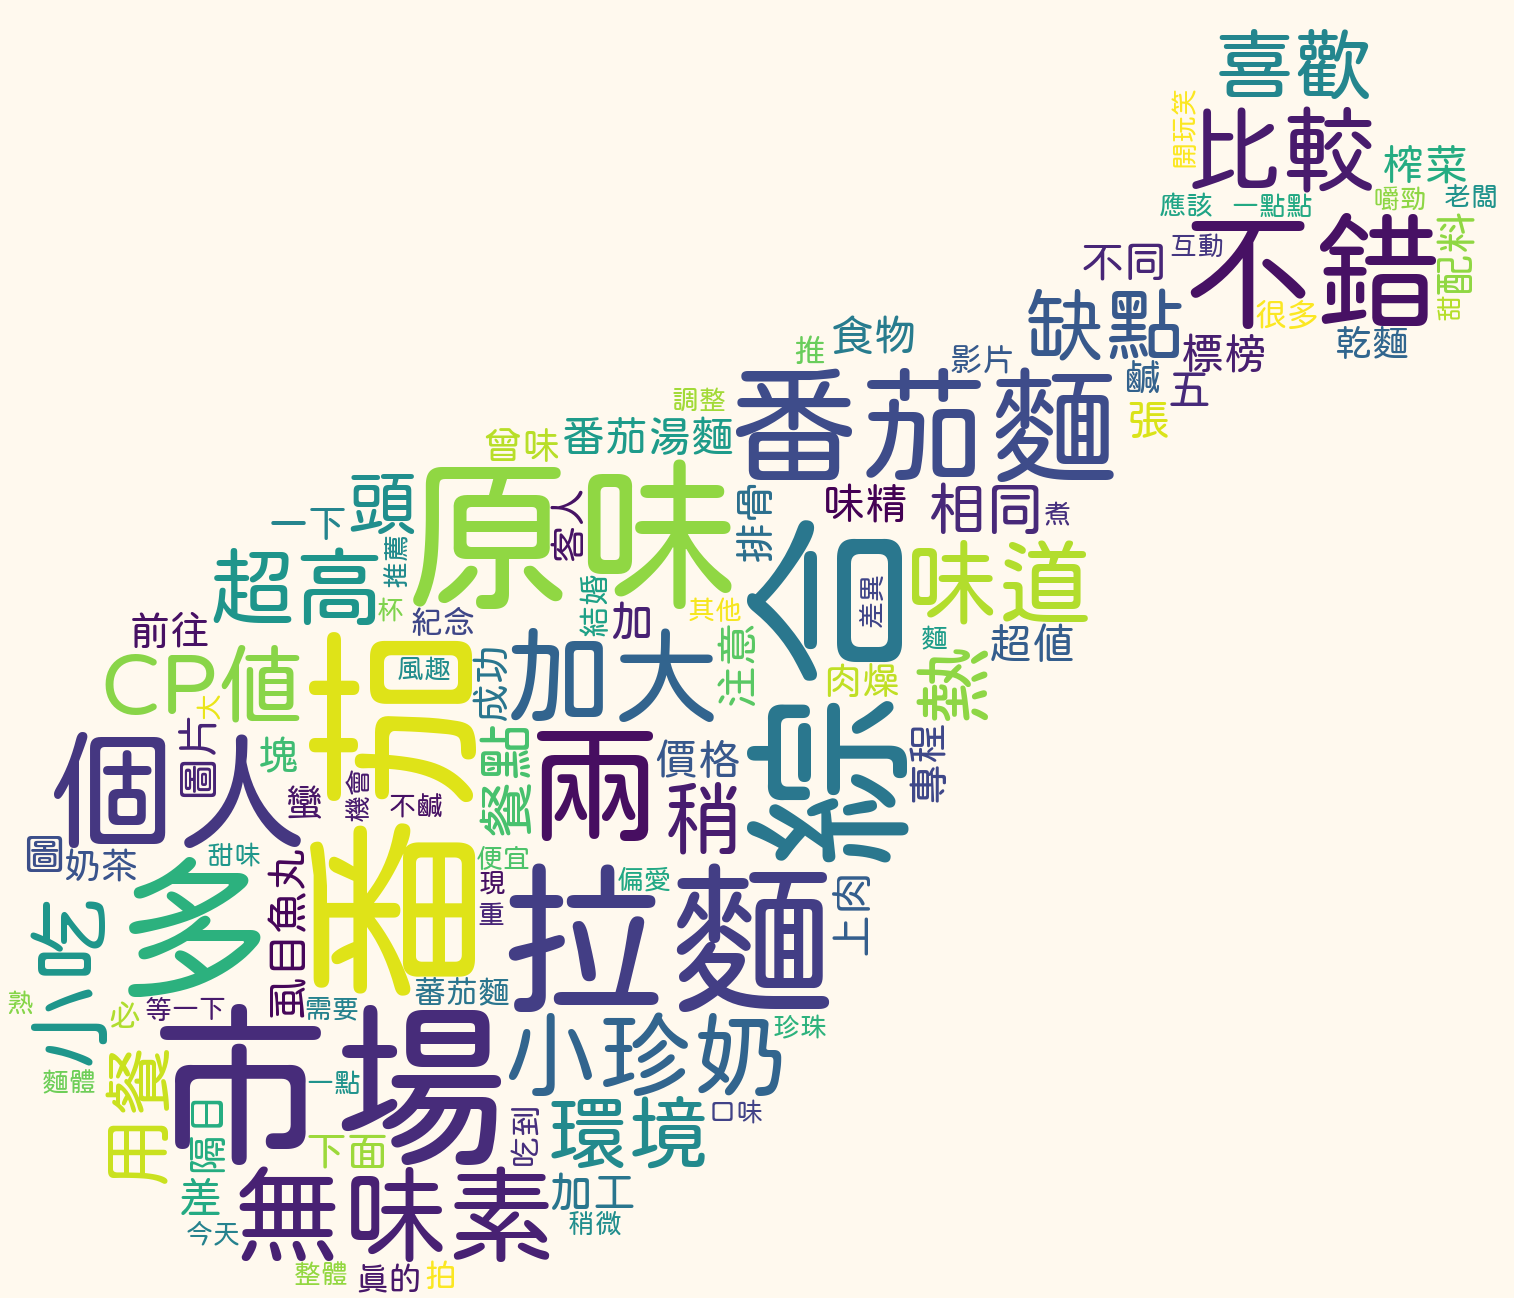 喜歡
開玩笑
比較
榨菜
嚼勁
老闆
應該
一點點
不錯
互動
配料
不同
很多
甜
乾麵
缺點
標榜
食物
推
影片
鹹
五
番茄麵
調整
張
番茄湯麵
曾味
原味
頭
一下
客人
排骨
味精
相同
煮
超高
推薦
綜合
差異
味道
杯
紀念
結婚
加
其他
前往
麵
超値
CP値
番茄
風趣
成功
加大
注意
肉燥
熱
大
圖片
個人
塊
餐點
兩
價格
專程
蠻
機會
不鹹
稍
圖
奶茶
甜味
便宜
現
偏愛
多
虱目魚丸
重
拉麵
上肉
小吃
熟
必
等一下
需要
蕃茄麵
市場
小珍奶
珍珠
麵體
用餐
一點
隔日
下面
吃到
環境
口味
差
無味素
加工
今天
稍微
整體
真的
拍